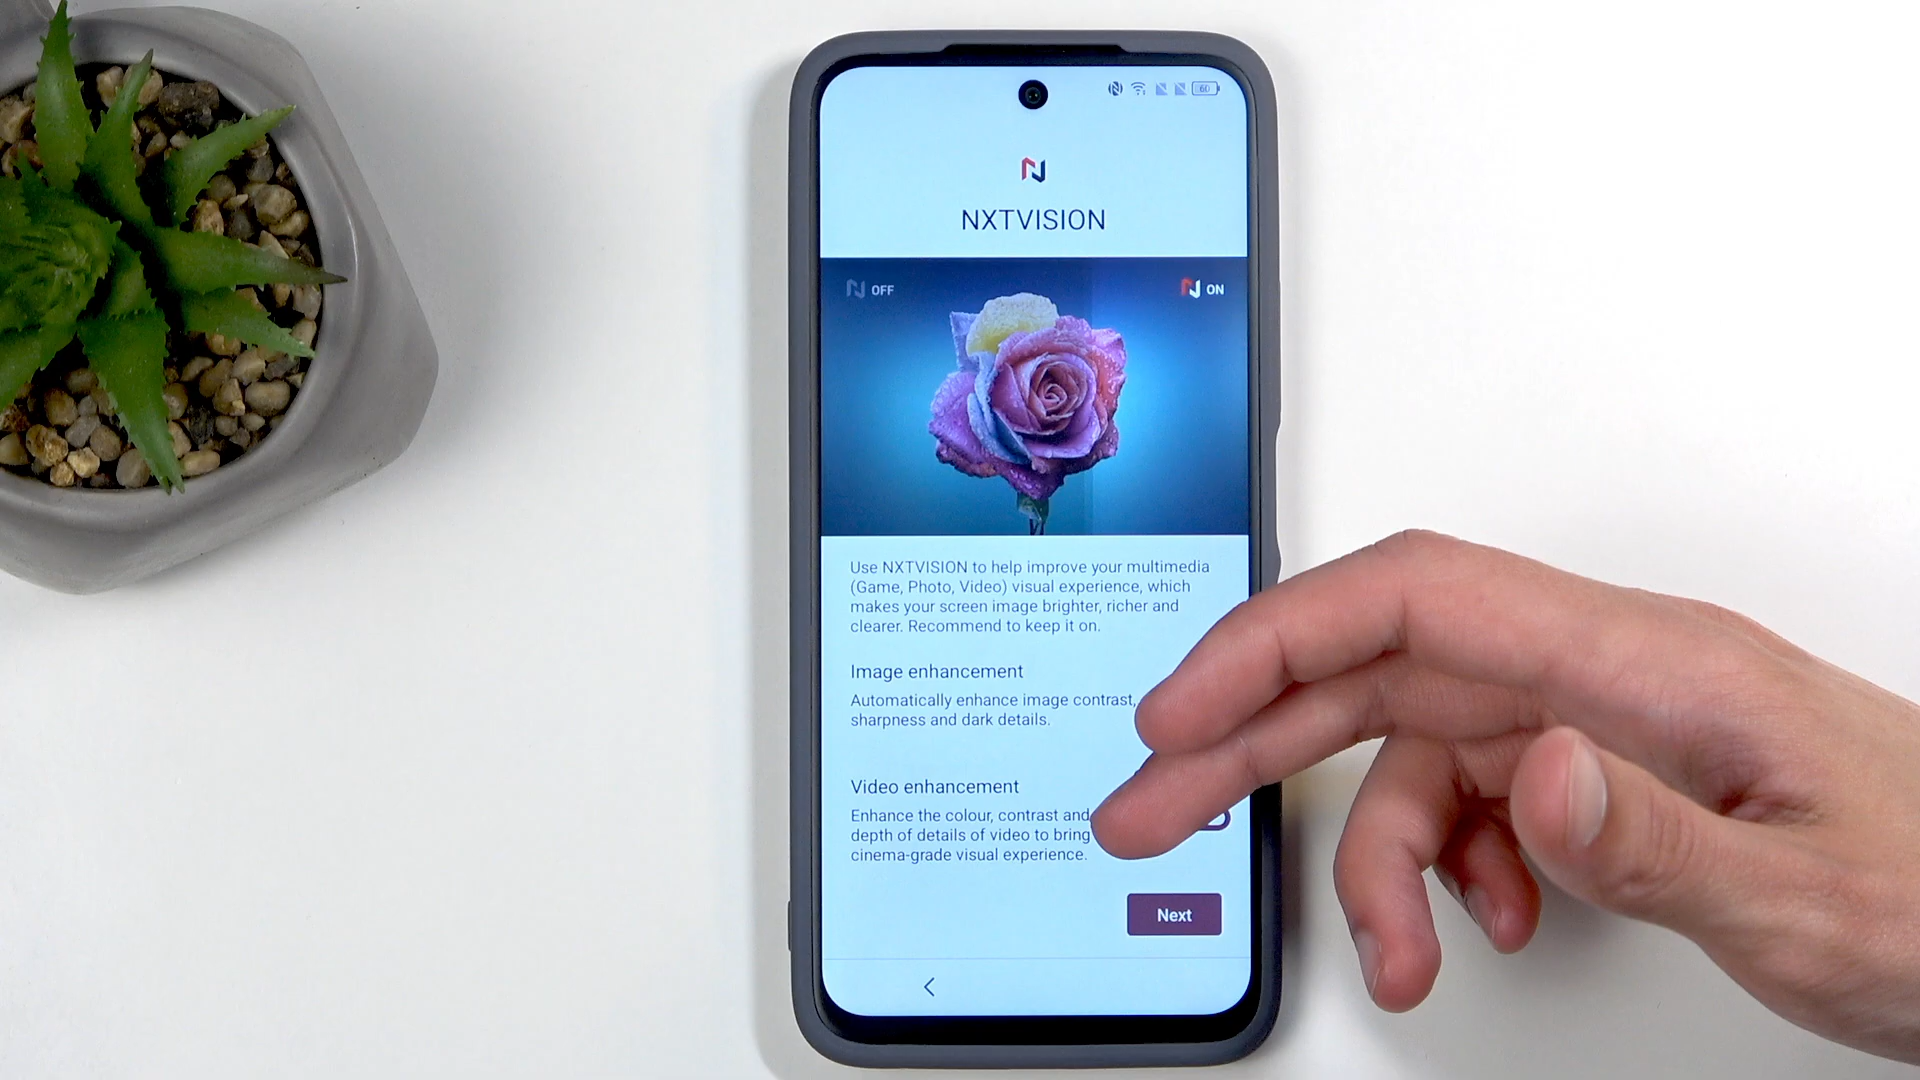 60
NXTVISION
OFF
ON
Use NXTVISION to help improve your multimedia
(Game, Photo, Video) visual experience, which
makes your screen image brighter, richer and
clearer. Recommend to keep it on.
Image enhancement
Automatically enhance image contrast,
sharpness and dark details.
Video enhancement
Enhance the colour, contrast and
depth of details of video to bring
cinema-grade visual experience.
Next